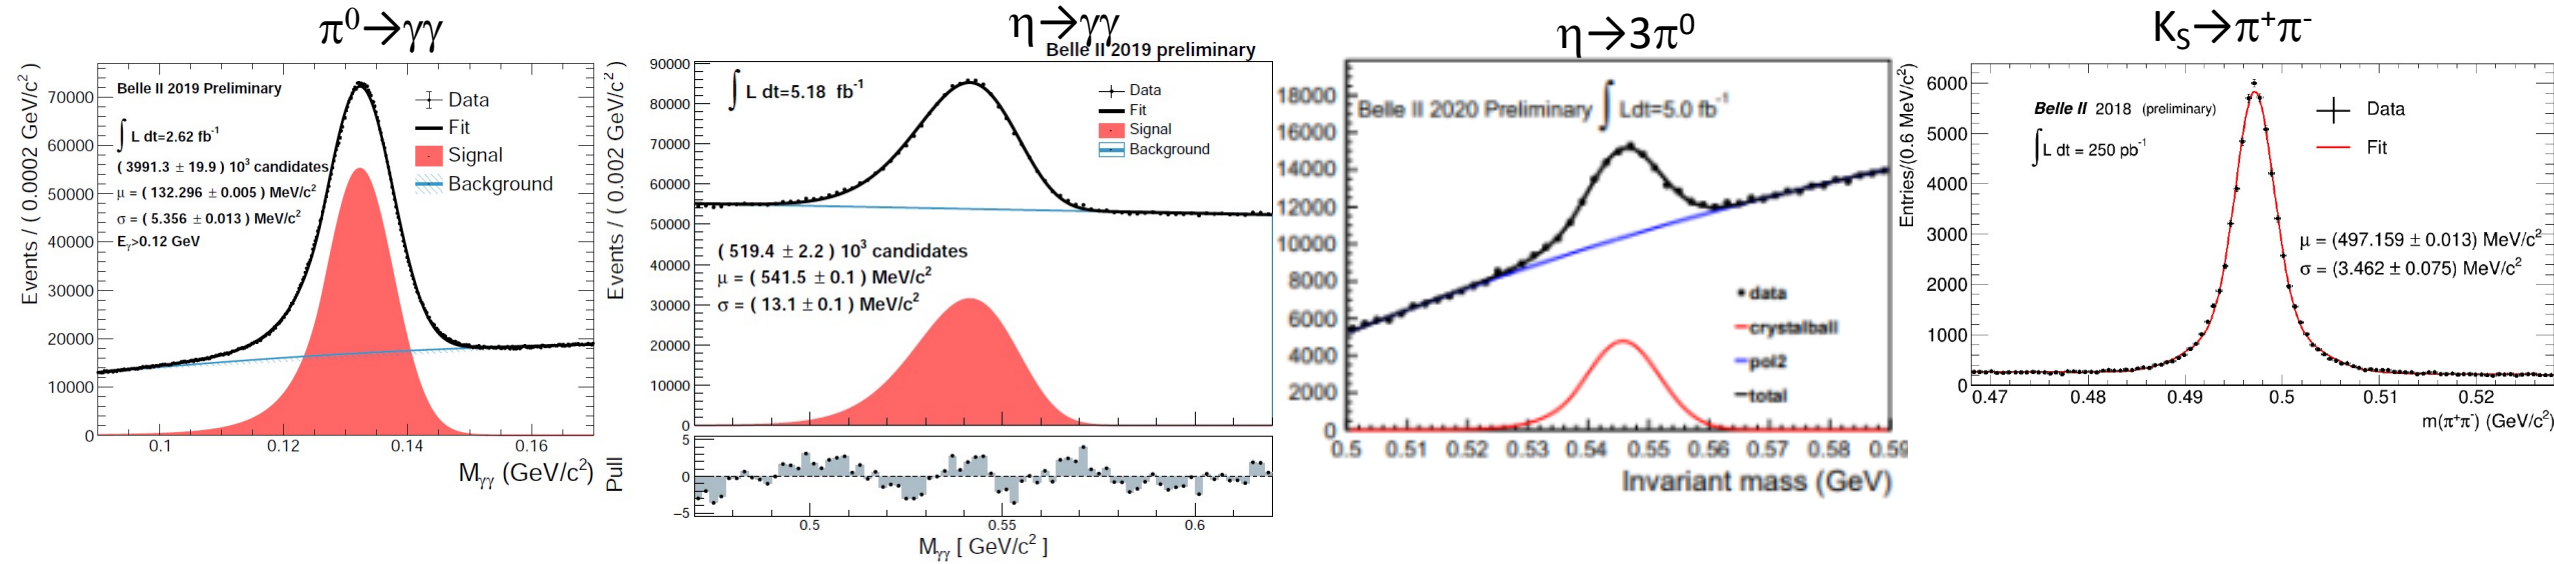 π⁰→γγ
Events / ( 0.0002 GeV/c² )
70000
60000
50000
40000
30000
20000
10000
0
Belle II 2019 Preliminary
∫ L dt=2.62 fb⁻¹
( 3991.3 ± 19.9 ) 10³ candidates
μ = ( 132.296 ± 0.005 ) MeV/c²
σ = ( 5.356 ± 0.013 ) MeV/c²
Eγ>0.12 GeV
Data
Fit
Signal
Background
0.1 0.12 0.14 0.16
Mγγ (GeV/c²)
η→γγ
Belle II 2019 preliminary
Events / ( 0.002 GeV/c² )
90000
80000
70000
60000
50000
40000
30000
20000
10000
0
∫ L dt=5.18 fb⁻¹
Data
Fit
Signal
Background
( 519.4 ± 2.2 ) 10³ candidates
μ = ( 541.5 ± 0.1 ) MeV/c²
σ = ( 13.1 ± 0.1 ) MeV/c²
Pull
5
0
−5
0.5 0.55 0.6
Mγγ [ GeV/c² ]
η→3π⁰
18000
16000
14000
12000
10000
8000
6000
4000
2000
0
Belle II 2020 Preliminary ∫ Ldt=5.0 fb⁻¹
data
crystalball
pol2
total
0.5 0.51 0.52 0.53 0.54 0.55 0.56 0.57 0.58 0.59
Invariant mass (GeV)
K_S→π⁺π⁻
Entries/(0.6 MeV/c²)
6000
5000
4000
3000
2000
1000
0
Belle II 2018 (preliminary)
∫L dt = 250 pb⁻¹
Data
Fit
μ = (497.159 ± 0.013) MeV/c²
σ = (3.462 ± 0.075) MeV/c²
0.47 0.48 0.49 0.5 0.51 0.52
m(π⁺π⁻) (GeV/c²)